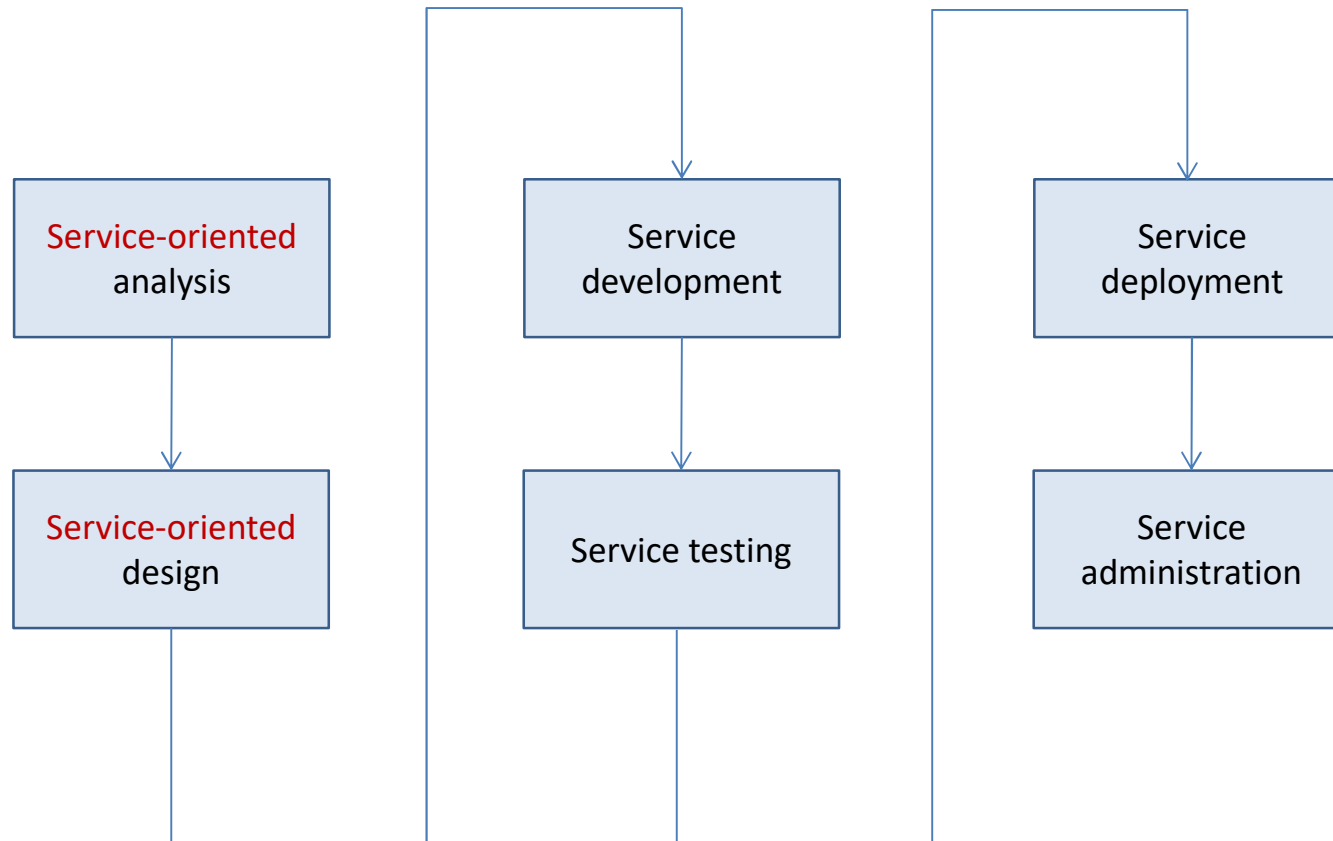 Service-oriented
analysis
Service-oriented
design
Service
development
Service testing
Service
deployment
Service
administration